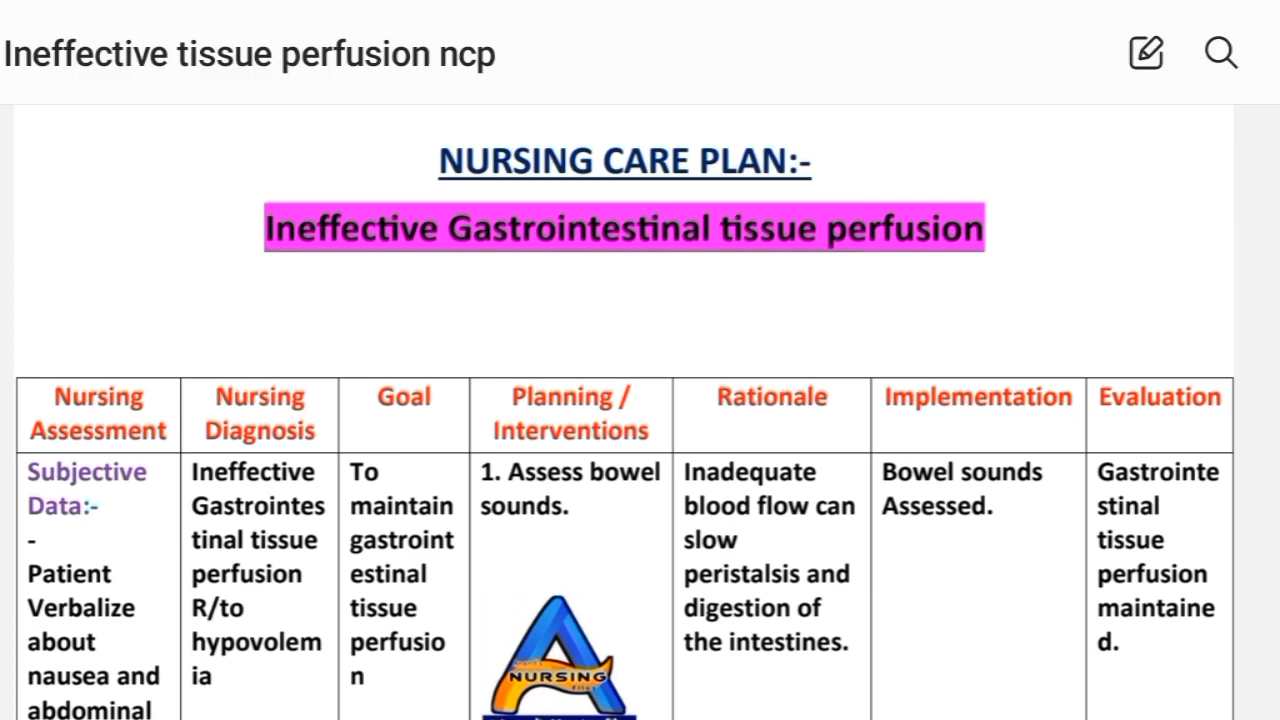 Ineffective tissue perfusion ncp
NURSING CARE PLAN:-
Ineffective Gastrointestinal tissue perfusion
Nursing
Assessment
Nursing
Diagnosis
Goal
Planning /
Interventions
Rationale
Implementation
Evaluation
Subjective
Data:-
-
Patient
Verbalize
about
nausea and
abdominal
Ineffective
Gastrointes
tinal tissue
perfusion
R/to
hypovolem
ia
To
maintain
gastroint
estinal
tissue
perfusio
n
1. Assess bowel
sounds.
NURSING
Inadequate
blood flow can
slow
peristalsis and
digestion of
the intestines.
Bowel sounds
Assessed.
Gastrointe
stinal
tissue
perfusion
maintaine
d.